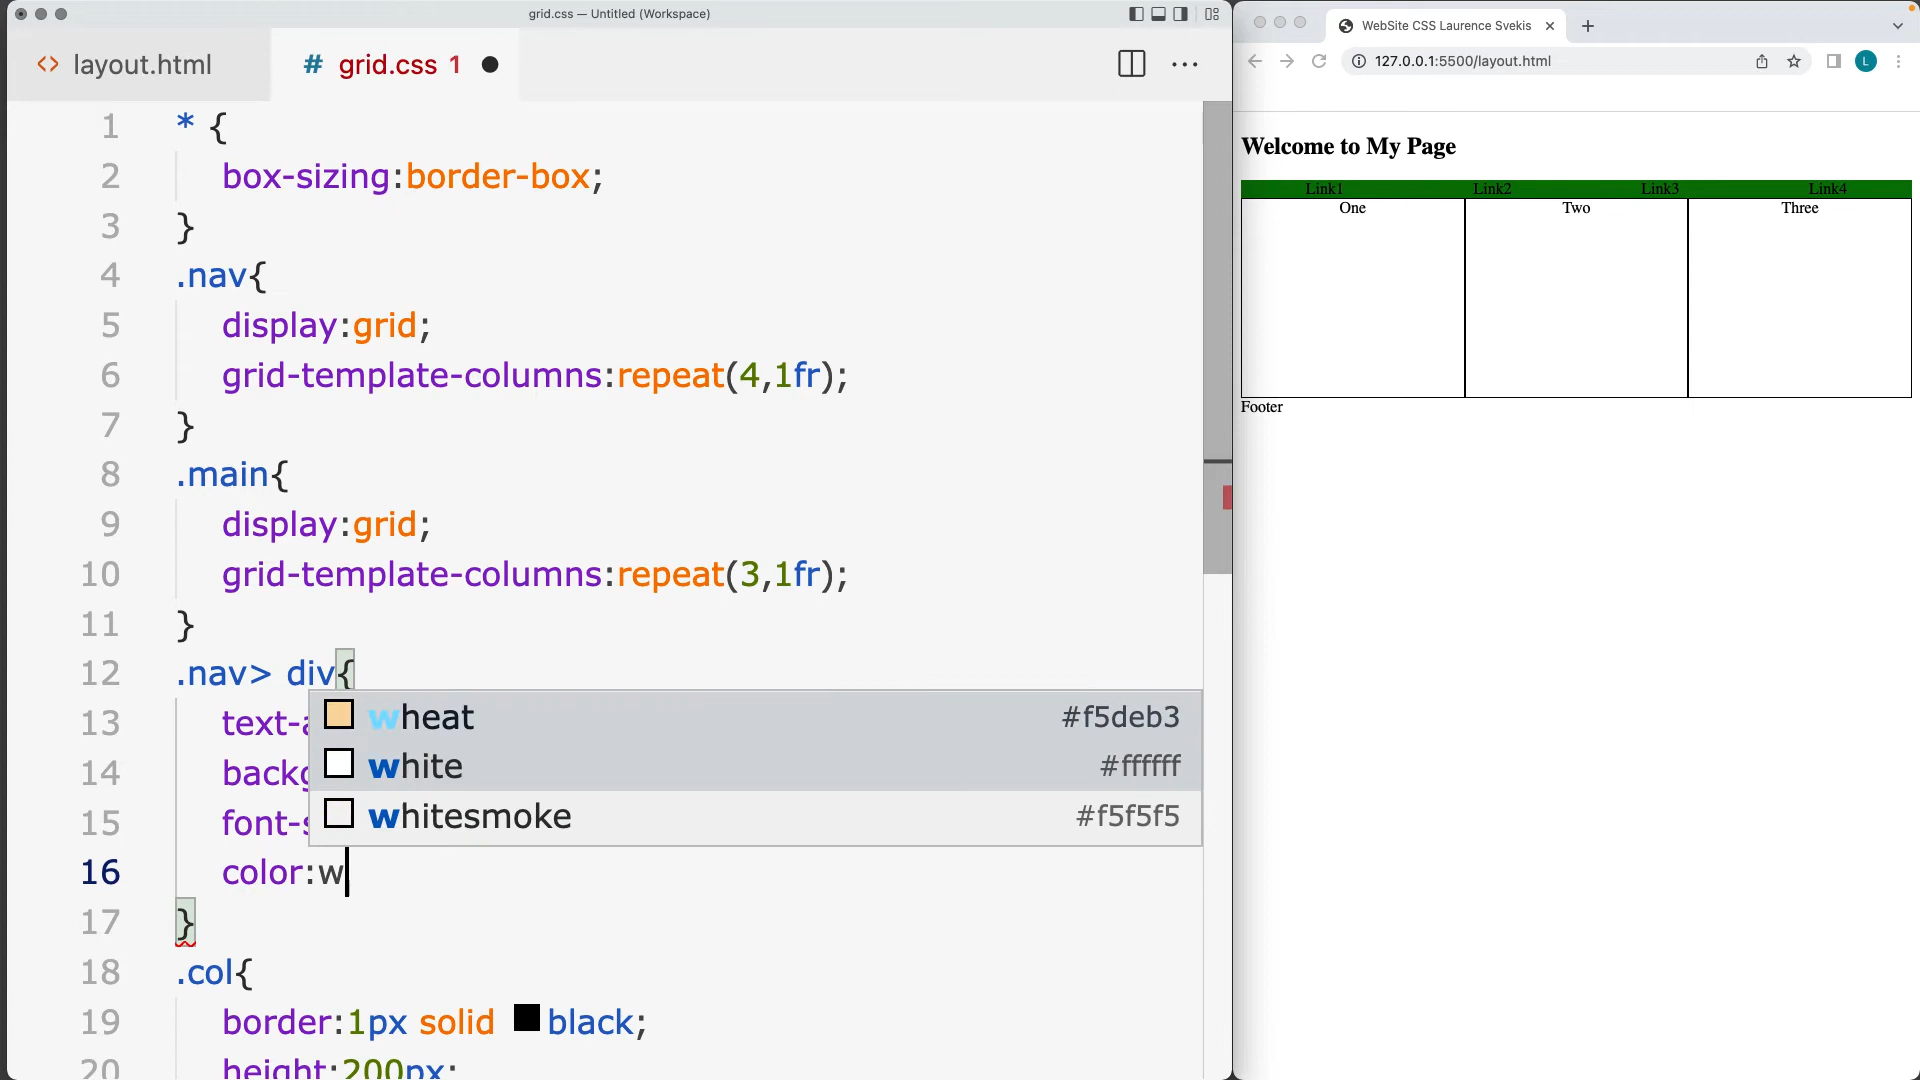 grid.css — Untitled (Workspace)
<> layout.html
# grid.css 1
1 * {
2 box-sizing:border-box;
3 }
4 .nav{
5 display:grid;
6 grid-template-columns:repeat(4,1fr);
7 }
8 .main{
9 display:grid;
10 grid-template-columns:repeat(3,1fr);
11 }
12 .nav> div{
13 text-a
14 backg
15 font-s
16 color:w
17 }
18 .col{
19 border:1px solid black;
20 height:200px;
wheat #f5deb3
white #ffffff
whitesmoke #f5f5f5
WebSite CSS Laurence Svekis
127.0.0.1:5500/layout.html
L
Welcome to My Page
Link1 Link2 Link3 Link4
One Two Three
Footer